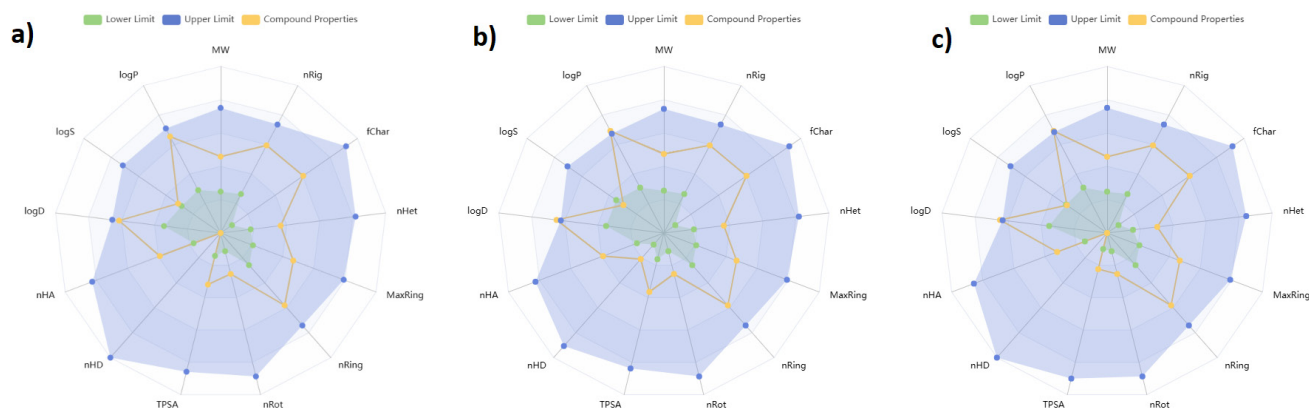 a)
Lower Limit Upper Limit Compound Properties
MW
logP nRig
logS fChar
logD nHet
nHA MaxRing
nHD nRing
TPSA nRot
b)
Lower Limit Upper Limit Compound Properties
MW
logP nRig
logS fChar
logD nHet
nHA MaxRing
nHD nRing
TPSA nRot
c)
Lower Limit Upper Limit Compound Properties
MW
logP nRig
logS fChar
logD nHet
nHA MaxRing
nHD nRing
TPSA nRot